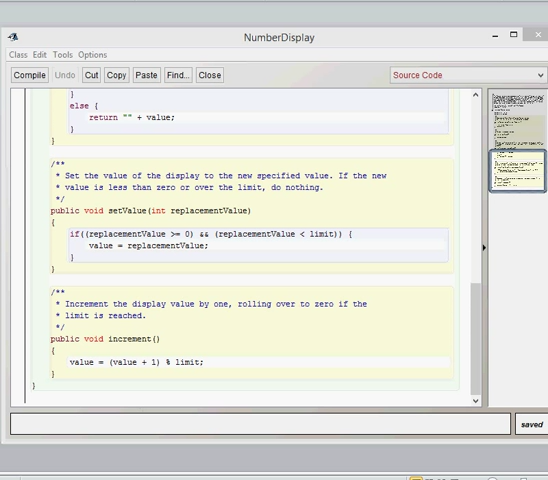 NumberDisplay
Class Edit Tools Options
Compile Undo Cut Copy Paste Find... Close Source Code
}
else {
return "" + value;
}
}
/**
* Set the value of the display to the new specified value. If the new
* value is less than zero or over the limit, do nothing.
*/
public void setValue(int replacementValue)
{
if((replacementValue >= 0) && (replacementValue < limit)) {
value = replacementValue;
}
}
/**
* Increment the display value by one, rolling over to zero if the
* limit is reached.
*/
public void increment()
{
value = (value + 1) % limit;
}
}
saved